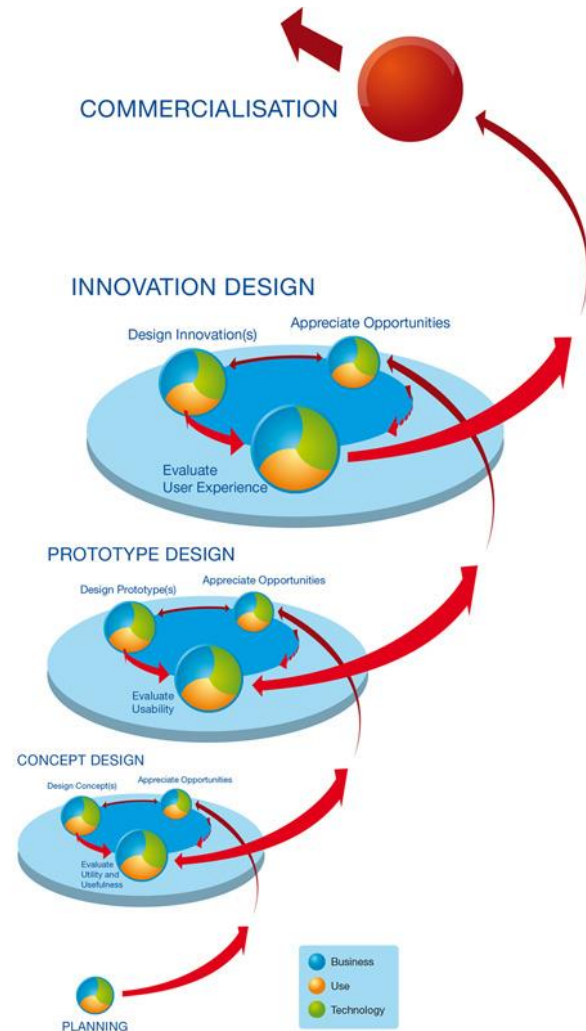 COMMERCIALISATION
INNOVATION DESIGN
Design Innovation(s)
Appreciate Opportunities
Evaluate
User Experience
PROTOTYPE DESIGN
Design Prototype(s)
Appreciate Opportunities
Evaluate
Usability
CONCEPT DESIGN
Design Concept(s)
Appreciate Opportunities
Evaluate
Utility and
Usefulness
PLANNING
Business
Use
Technology